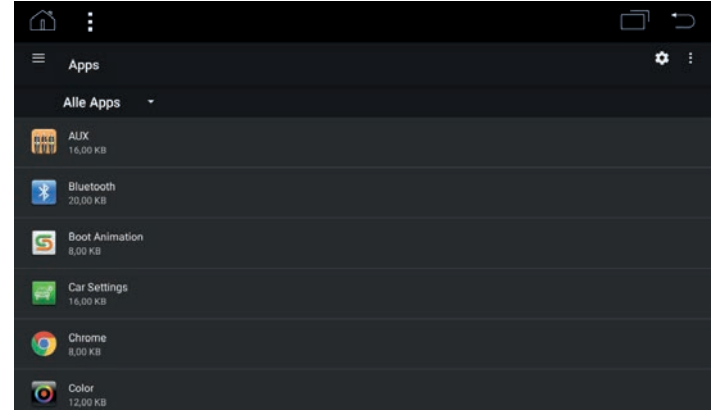 Apps
Alle Apps
AUX
16,00 KB
Bluetooth
20,00 KB
Boot Animation
8,00 KB
Car Settings
16,00 KB
Chrome
8,00 KB
Color
12,00 KB